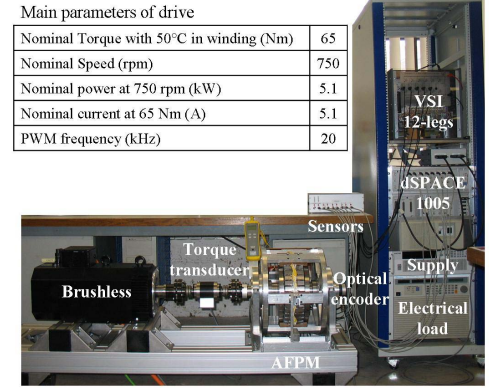 Main parameters of drive
Nominal Torque with 50°C in winding (Nm) 65
Nominal Speed (rpm) 750
Nominal power at 750 rpm (kW) 5.1
Nominal current at 65 Nm (A) 5.1
PWM frequency (kHz) 20
VSI
12-legs
dSPACE
1005
Sensors
Torque
transducer
Brushless
Optical
encoder
Supply
Electrical
load
AFPM